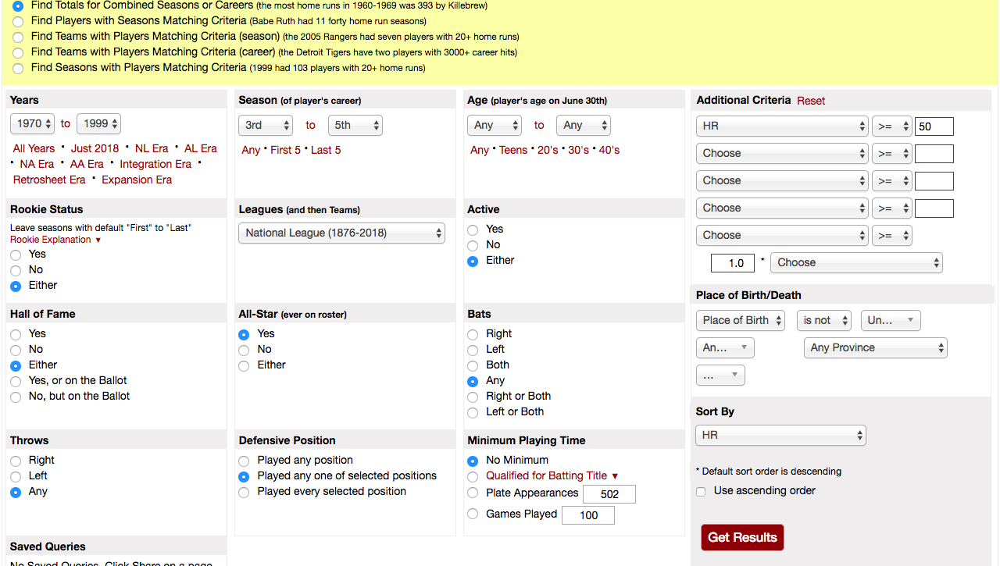 Find Totals for Combined Seasons or Careers (the most home runs in 1960-1969 was 393 by Killebrew)
Find Players with Seasons Matching Criteria (Babe Ruth had 11 forty home run seasons)
Find Teams with Players Matching Criteria (season) (the 2005 Rangers had seven players with 20+ home runs)
Find Teams with Players Matching Criteria (career) (the Detroit Tigers have two players with 3000+ career hits)
Find Seasons with Players Matching Criteria (1999 had 103 players with 20+ home runs)
Years
1970 to 1999
All Years • Just 2018 • NL Era • AL Era
• NA Era • AA Era • Integration Era •
Retrosheet Era • Expansion Era
Season (of player's career)
3rd to 5th
Any • First 5 • Last 5
Age (player's age on June 30th)
Any to Any
Any • Teens • 20's • 30's • 40's
Additional Criteria Reset
HR >= 50
Choose >=
Choose >=
Choose >=
Choose >=
1.0 * Choose
Rookie Status
Leave seasons with default "First" to "Last"
Rookie Explanation ▼
Yes
No
Either
Leagues (and then Teams)
National League (1876-2018)
Active
Yes
No
Either
Place of Birth/Death
Place of Birth is not Un...
An... Any Province
...
Hall of Fame
Yes
No
Either
Yes, or on the Ballot
No, but on the Ballot
All-Star (ever on roster)
Yes
No
Either
Bats
Right
Left
Both
Any
Right or Both
Left or Both
Sort By
HR
* Default sort order is descending
Use ascending order
Get Results
Throws
Right
Left
Any
Defensive Position
Played any position
Played any one of selected positions
Played every selected position
Minimum Playing Time
No Minimum
Qualified for Batting Title ▼
Plate Appearances 502
Games Played 100
Saved Queries
No Saved Queries. Click Share on a page